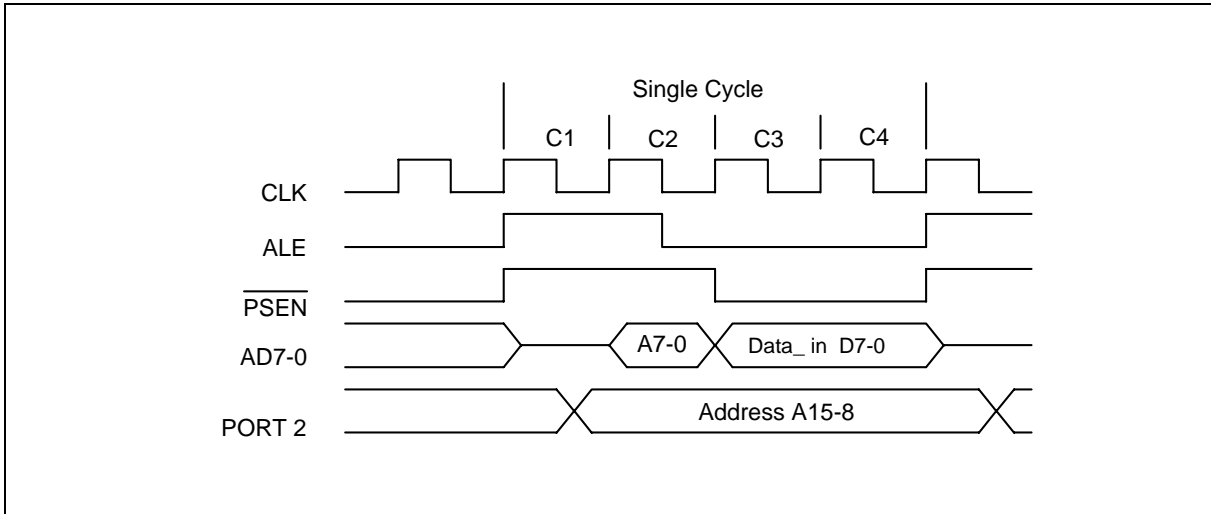 Single Cycle
C1 C2 C3 C4
CLK
ALE
PSEN
AD7-0 A7-0 Data_ in D7-0
PORT 2 Address A15-8